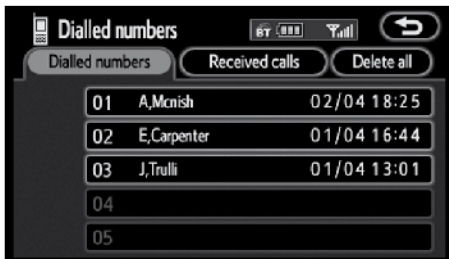 Dialled numbers BT
Dialled numbers Received calls Delete all
01 A,Mcnish 02/04 18:25
02 E,Carpenter 01/04 16:44
03 J,Trulli 01/04 13:01
04
05